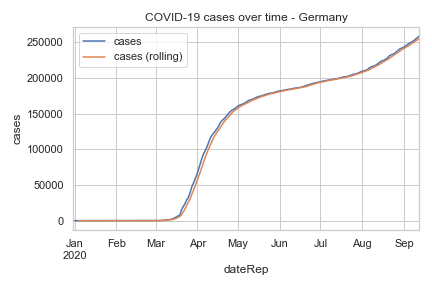 COVID-19 cases over time - Germany
cases
cases (rolling)
250000
200000
150000
100000
50000
0
cases
Jan Feb Mar Apr May Jun Jul Aug Sep
2020
dateRep